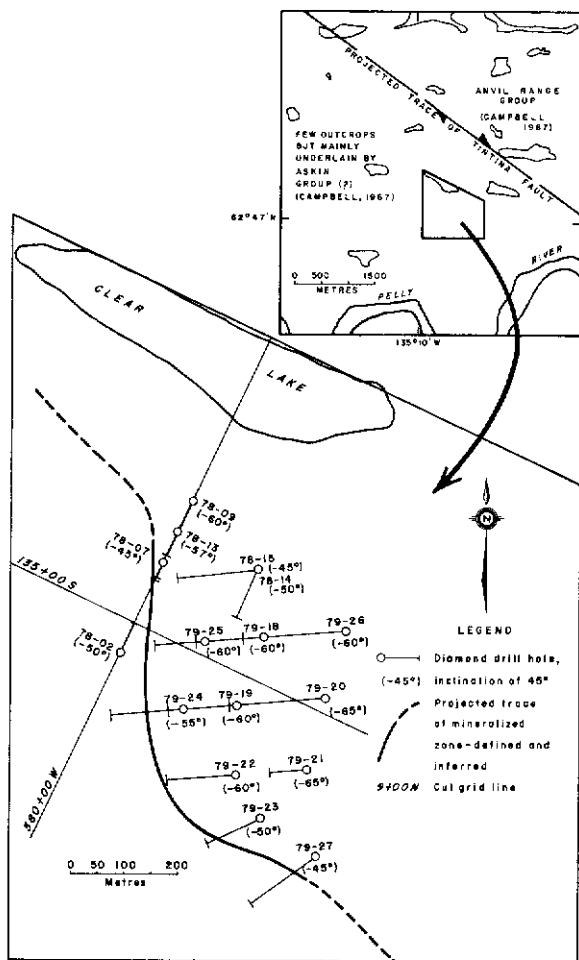 PROJECTED TRACE OF TINTINA FAULT
ANVIL RANGE
GROUP
(CAMPBELL
1967)
FEW OUTCROPS
BUT MAINLY
UNDERLAIN BY
ASKIN
GROUP (?)
(CAMPBELL, 1967)
62°47'N
0 500 1500
METRES
PELLY
RIVER
135°10'W
CLEAR
LAKE
78-09
(-60°)
78-13
(-57°)
78-07
(-45°)
78-15
(-45°)
78-14
(-50°)
135+00 S
78-02
(-50°)
79-25
(-60°)
79-18
(-60°)
79-26
(-60°)
79-24
(-55°)
79-19
(-60°)
79-20
(-65°)
79-22
(-60°)
79-21
(-65°)
79-23
(-50°)
79-27
(-45°)
580+00W
0 50 100 200
Metres
N
LEGEND
Diamond drill hole,
(-45°) inclination of 45°
Projected trace
of mineralized
zone-defined and
inferred
9+00N Cut grid line